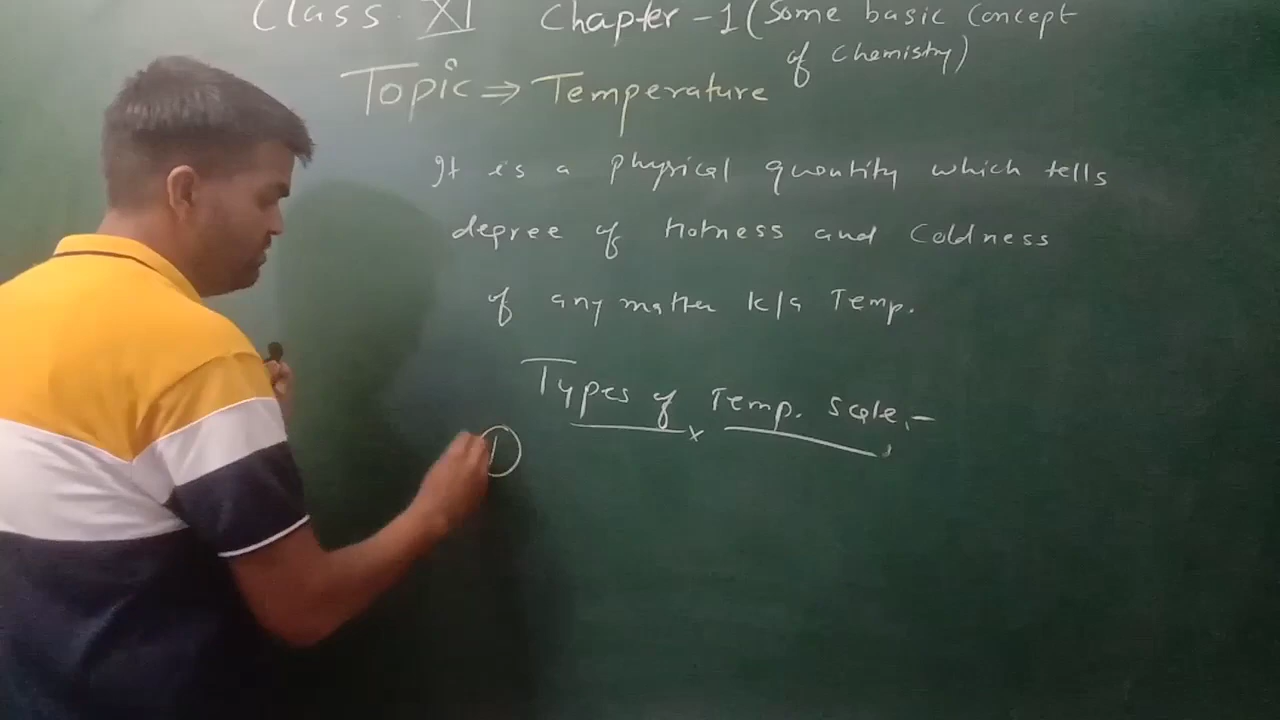 Class. XI Chapter-1 (Some basic Concept
of Chemistry)
Topic ⇒ Temperature
It is a physical quantity which tells
degree of hotness and Coldness
of any matter k/a Temp.
Types of Temp. Scale,-
①